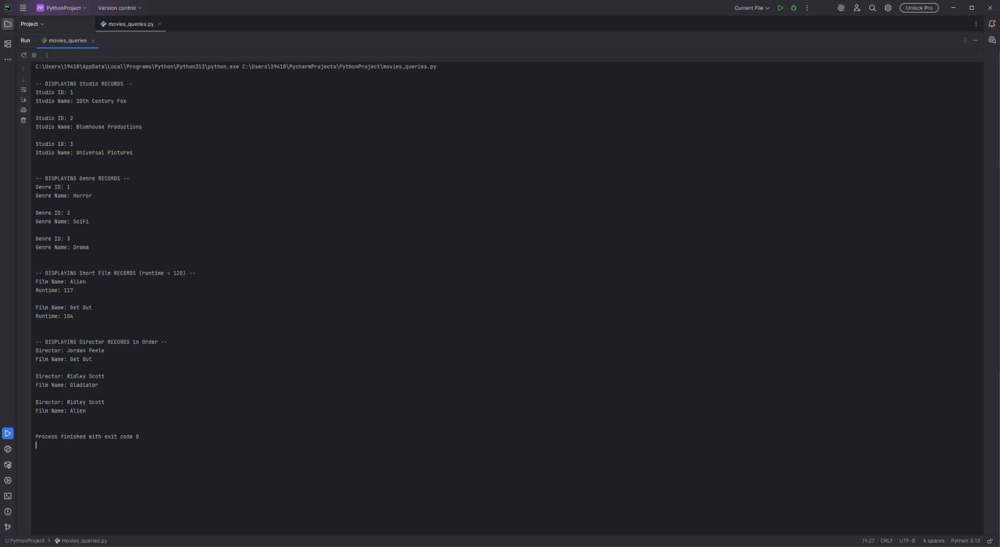 PC
PP PythonProject Version control Current File Unlock Pro
Project movies_queries.py
Run movies_queries
C:\Users\19418\AppData\Local\Programs\Python\Python313\python.exe C:\Users\19418\PycharmProjects\PythonProject\movies_queries.py
-- DISPLAYING Studio RECORDS --
Studio ID: 1
Studio Name: 20th Century Fox
Studio ID: 2
Studio Name: Blumhouse Productions
Studio ID: 3
Studio Name: Universal Pictures
-- DISPLAYING Genre RECORDS --
Genre ID: 1
Genre Name: Horror
Genre ID: 2
Genre Name: SciFi
Genre ID: 3
Genre Name: Drama
-- DISPLAYING Short Film RECORDS (runtime < 120) --
Film Name: Alien
Runtime: 117
Film Name: Get Out
Runtime: 104
-- DISPLAYING Director RECORDS in Order --
Director: Jordan Peele
Film Name: Get Out
Director: Ridley Scott
Film Name: Gladiator
Director: Ridley Scott
Film Name: Alien
Process finished with exit code 0
PythonProject > movies_queries.py 11:27 CRLF UTF-8 4 spaces Python 3.13